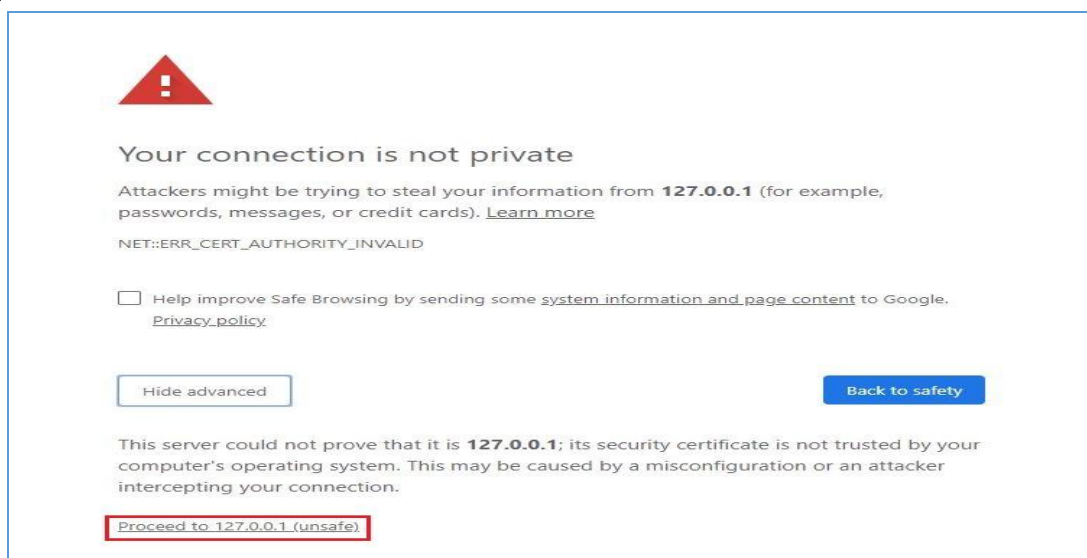 Your connection is not private
Attackers might be trying to steal your information from 127.0.0.1 (for example,
passwords, messages, or credit cards). Learn more
NET::ERR_CERT_AUTHORITY_INVALID
Help improve Safe Browsing by sending some system information and page content to Google.
Privacy policy
Hide advanced
Back to safety
This server could not prove that it is 127.0.0.1; its security certificate is not trusted by your
computer's operating system. This may be caused by a misconfiguration or an attacker
intercepting your connection.
Proceed to 127.0.0.1 (unsafe)